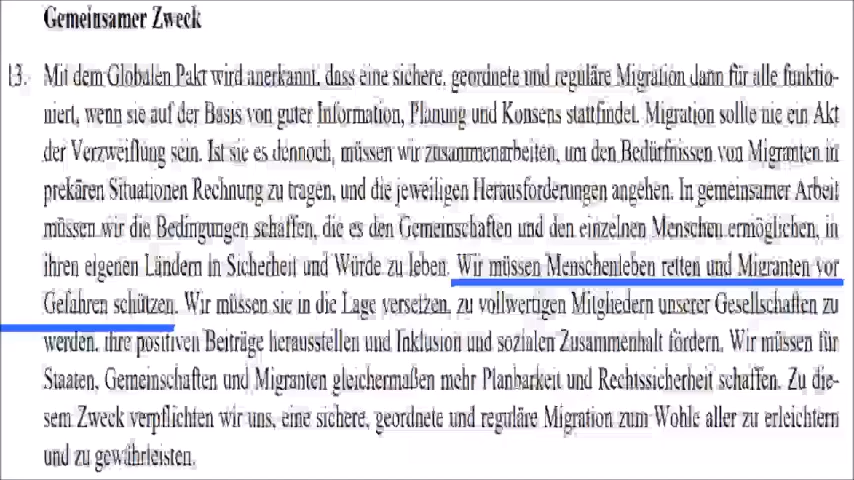 Gemeinsamer Zweck
13. Mit dem Globalen Pakt wird anerkannt, dass eine sichere, geordnete und reguläre Migration dann für alle funktio-
niert, wenn sie auf der Basis von guter Information, Planung und Konsens stattfindet. Migration sollte nie ein Akt
der Verzweiflung sein. Ist sie es dennoch, müssen wir zusammenarbeiten, um den Bedürfnissen von Migranten in
prekären Situationen Rechnung zu tragen, und die jeweiligen Herausforderungen angehen. In gemeinsamer Arbeit
müssen wir die Bedingungen schaffen, die es den Gemeinschaften und den einzelnen Menschen ermöglichen, in
ihren eigenen Ländern in Sicherheit und Würde zu leben. Wir müssen Menschenleben retten und Migranten vor
Gefahren schützen. Wir müssen sie in die Lage versetzen, zu vollwertigen Mitgliedern unserer Gesellschaften zu
werden, ihre positiven Beiträge herausstellen und Inklusion und sozialen Zusammenhalt fördern. Wir müssen für
Staaten, Gemeinschaften und Migranten gleichermaßen mehr Planbarkeit und Rechtssicherheit schaffen. Zu die-
sem Zweck verpflichten wir uns, eine sichere, geordnete und reguläre Migration zum Wohle aller zu erleichtern
und zu gewährleisten.